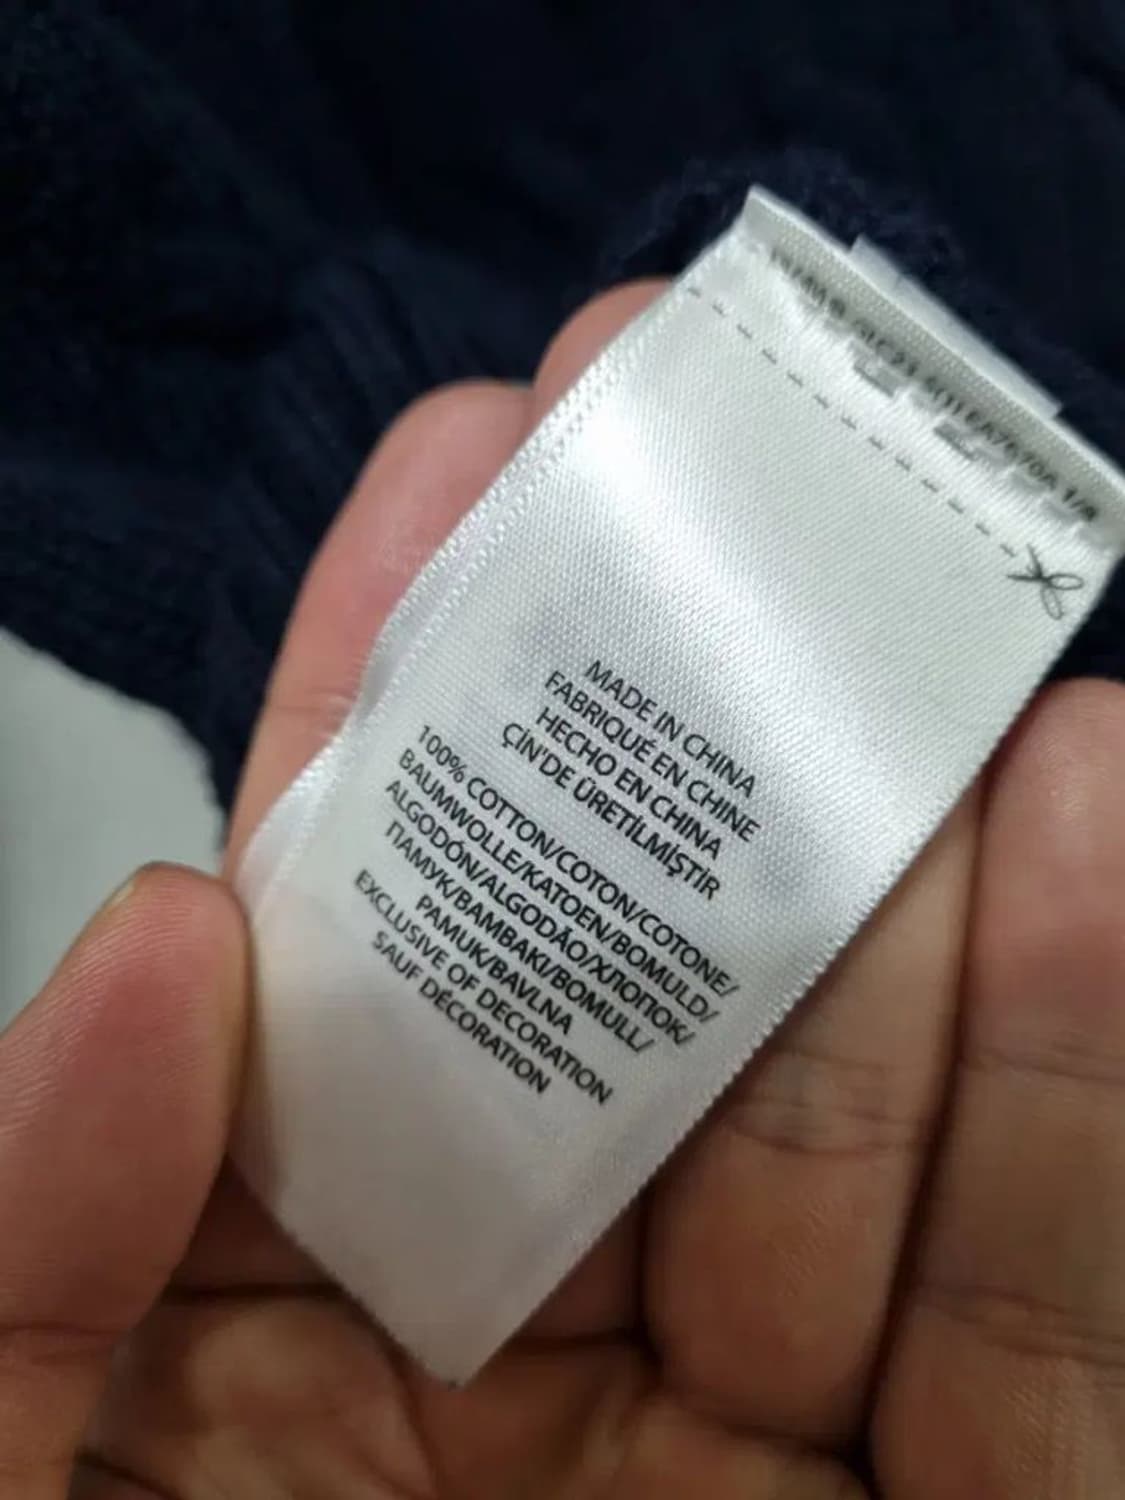 MADE IN CHINA
FABRIQUÉ EN CHINE
HECHO EN CHINA
ÇİN'DE ÜRETİLMİŞTİR
100% COTTON/COTON/COTONE/
BAUMWOLLE/KATOEN/BOMULD/
ALGODÓN/ALGODÃO/ХЛОПОК/
ПАМУК/BAMBAKI/BOMULL/
PAMUK/BAVLNA
EXCLUSIVE OF DECORATION
SAUF DÉCORATION